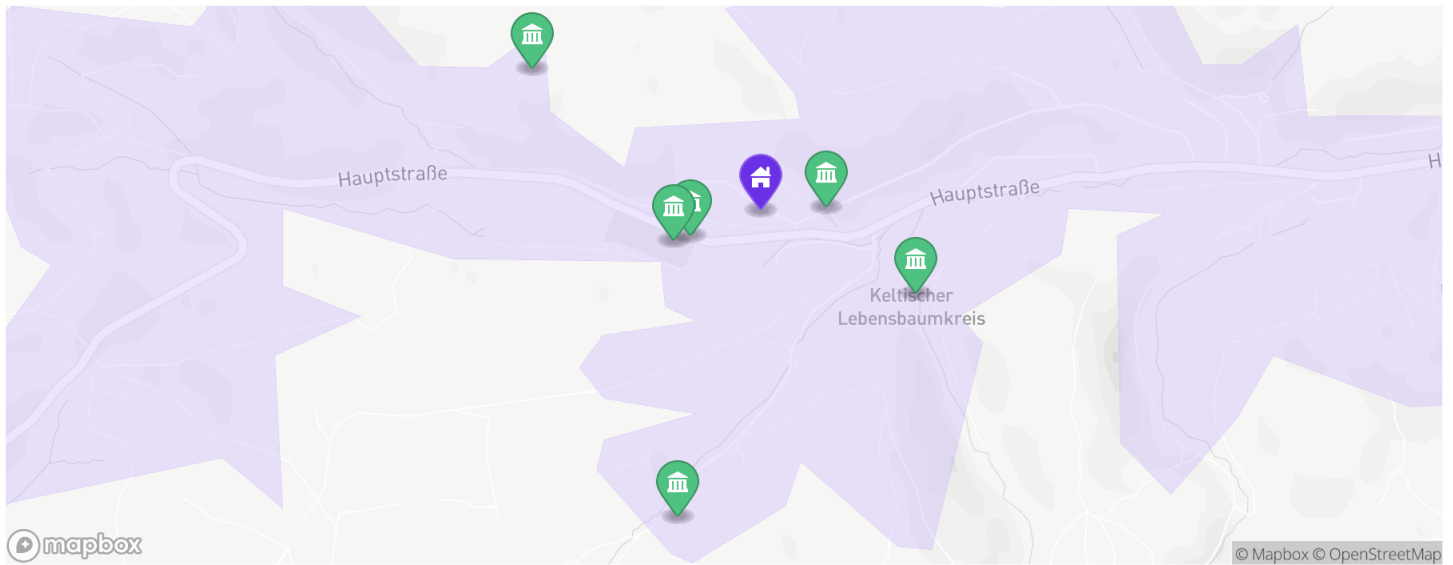 Hauptstraße
Hauptstraße
H
Keltischer
Lebensbaumkreis
mapbox
© Mapbox © OpenStreetMap